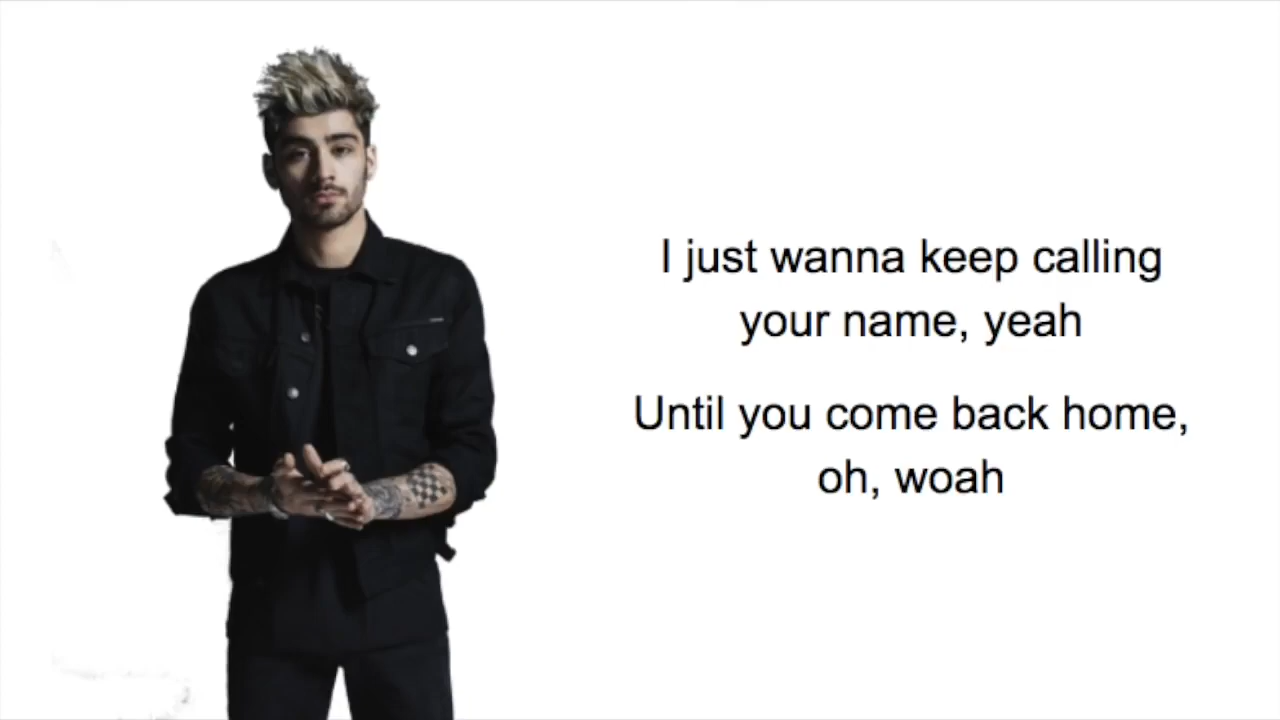 I just wanna keep calling
your name, yeah
Until you come back home,
oh, woah